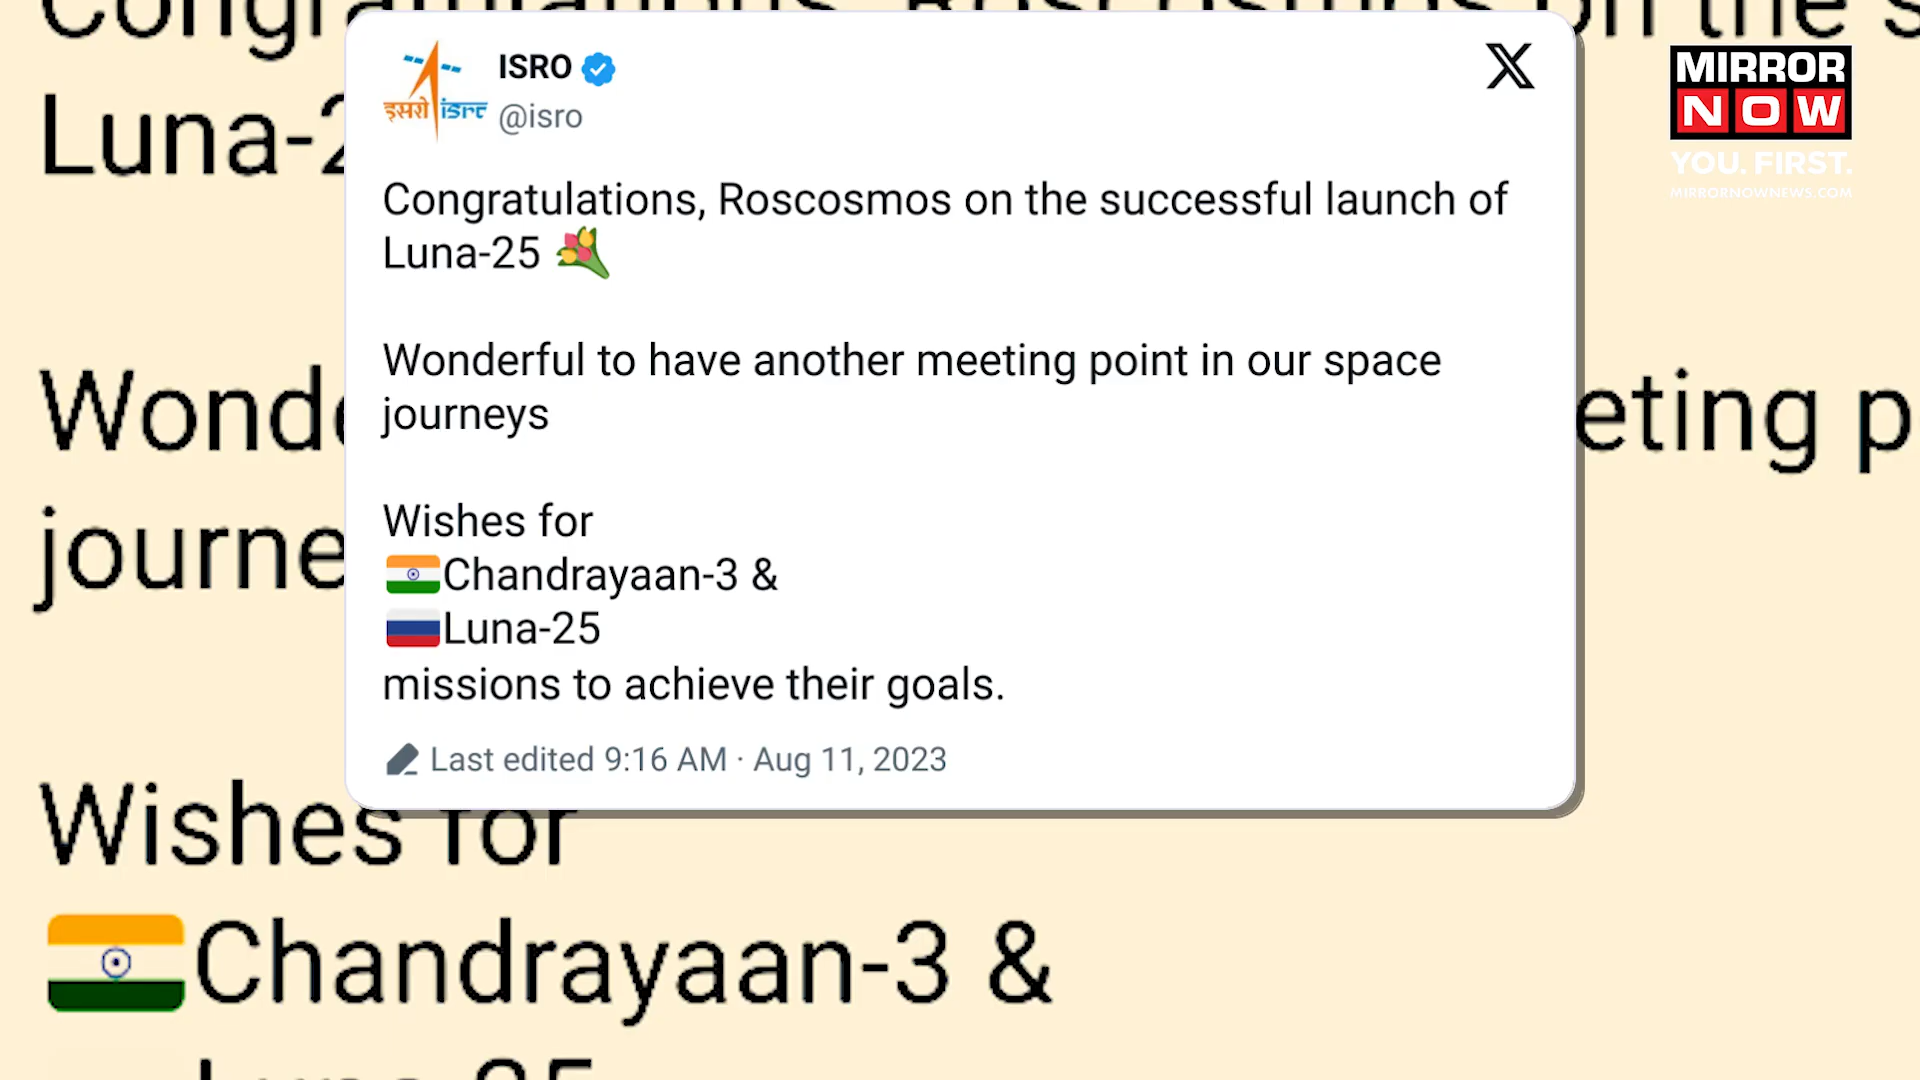 ISRO
@isro
इसरो isro
Congratulations, Roscosmos on the successful launch of
Luna-25
Wonderful to have another meeting point in our space
journeys
Wishes for
Chandrayaan-3 &
Luna-25
missions to achieve their goals.
Last edited 9:16 AM · Aug 11, 2023
MIRROR
NOW
YOU. FIRST.
MIRRORNOWNEWS.COM
on the s
Luna-2
eting p
Wishes for
Chandrayaan-3 &